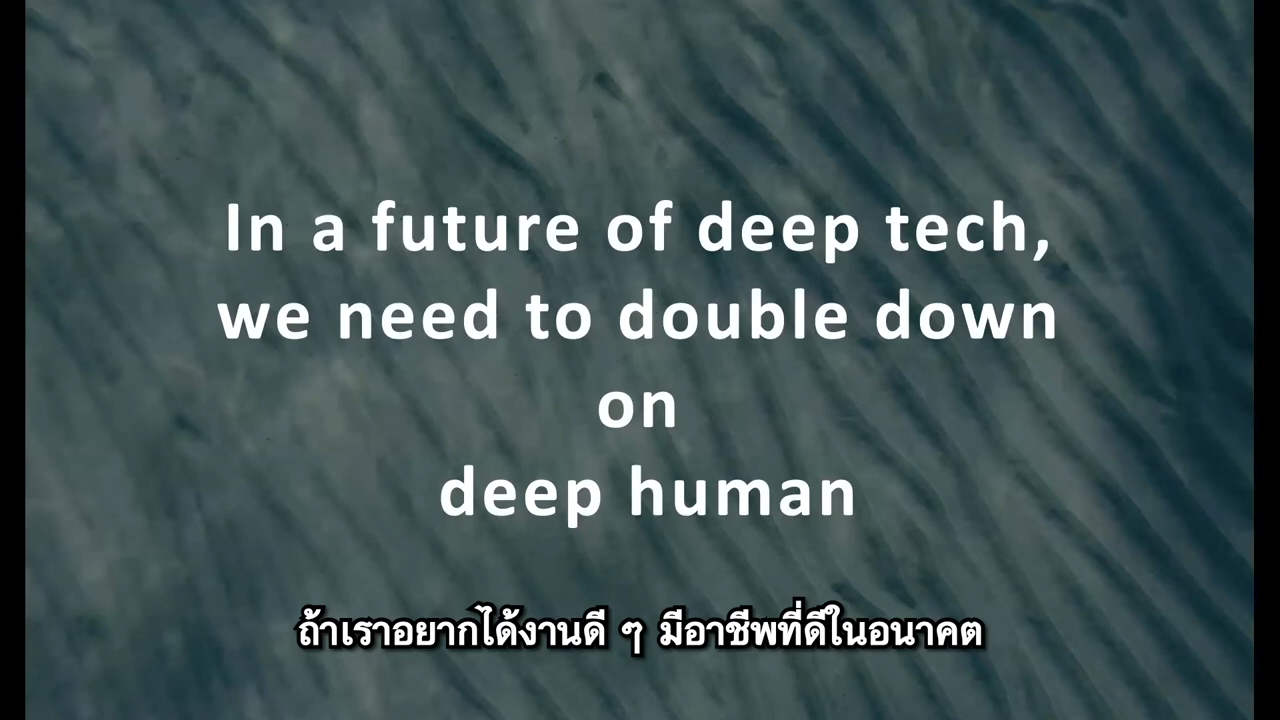 In a future of deep tech,
we need to double down
on
deep human
ถ้าเราอยากได้งานดี ๆ มีอาชีพที่ดีในอนาคต